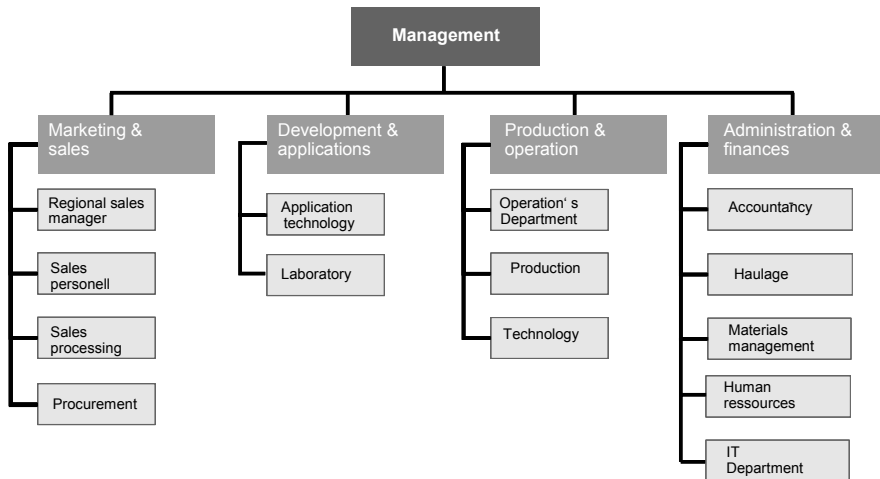 Management
Marketing &
sales
Regional sales
manager
Sales
personell
Sales
processing
Procurement
Development &
applications
Application
technology
Laboratory
Production &
operation
Operation‘ s
Department
Production
Technology
Administration &
finances
Accountancy
Haulage
Materials
management
Human
ressources
IT
Department